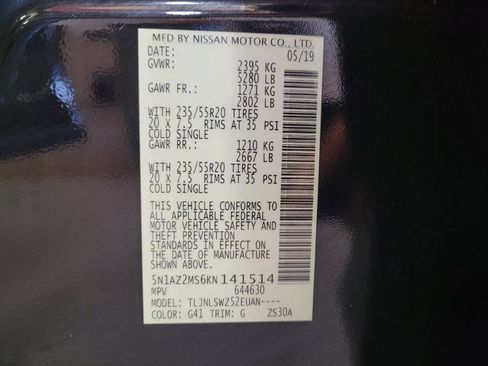 MFD BY NISSAN MOTOR CO., LTD.
DATE: 05/19
GVWR: 2395 KG
5280 LB
GAWR FR.: 1271 KG
2802 LB
WITH 235/55R20 TIRES
20 X 7.5 RIMS AT 35 PSI
COLD SINGLE
GAWR RR.: 1210 KG
2667 LB
WITH 235/55R20 TIRES
20 X 7.5 RIMS AT 35 PSI
COLD SINGLE
THIS VEHICLE CONFORMS TO
ALL APPLICABLE FEDERAL
MOTOR VEHICLE SAFETY AND
AND THEFT PREVENTION
STANDARDS IN EFFECT ON
THE DATE OF MANUFACTURE
SHOWN ABOVE.
5N1AZ2MS6KN 141514
MPV 644630
MODEL: TLJNLSWZ52EUAN----
COLOR: G41 TRIM: G ZS30A